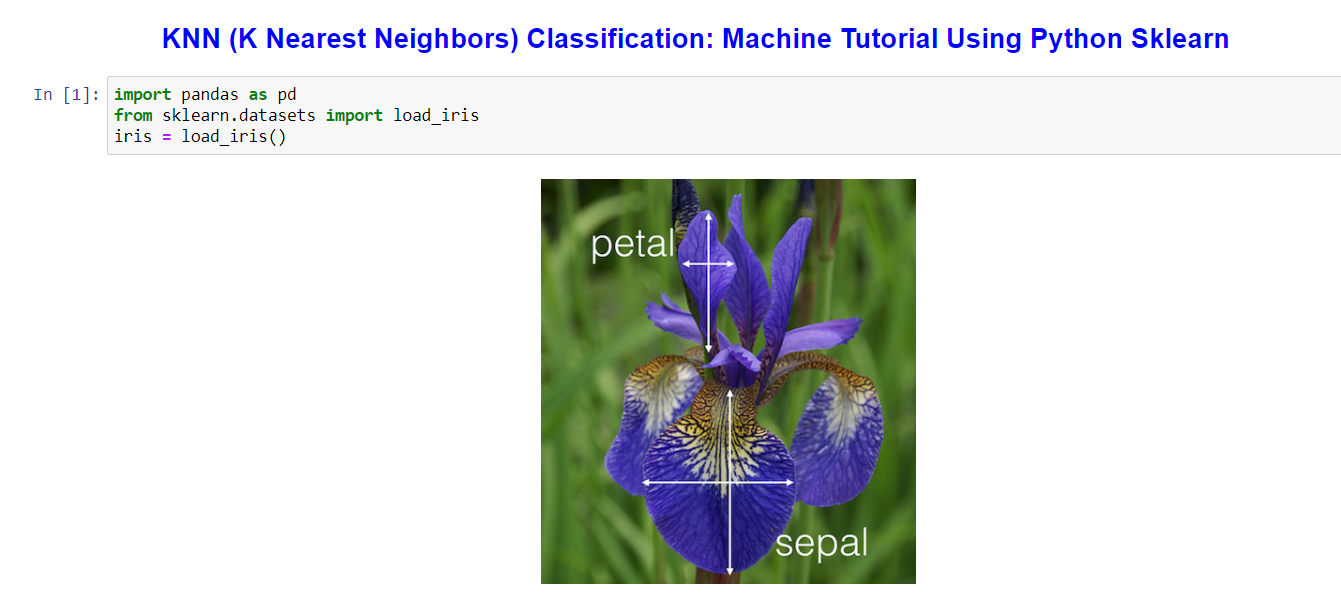 KNN (K Nearest Neighbors) Classification: Machine Tutorial Using Python Sklearn
In [1]: import pandas as pd
from sklearn.datasets import load_iris
iris = load_iris()
petal
sepal